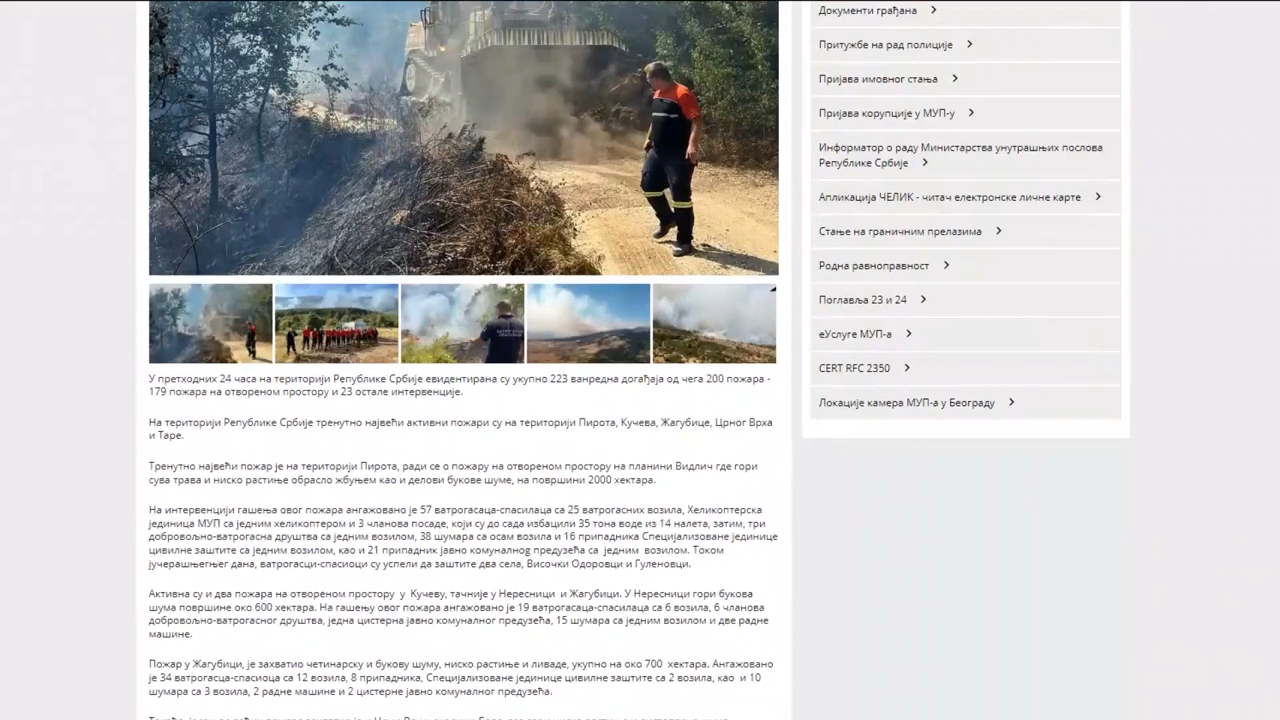 У претходних 24 часа на територији Републике Србије евидентирана су укупно 223 ванредна догађаја од чега 200 пожара -
179 пожара на отвореном простору и 23 остале интервенције.
На територији Републике Србије тренутно највећи активни пожари су на територији Пирота, Кучева, Жагубице, Црног Врха
и Таре.
Тренутно највећи пожар је на територији Пирота, ради се о пожару на отвореном простору на планини Видлич где гори
сува трава и ниско растиње обрасло жбуњем као и делови букове шуме, на површини 2000 хектара.
На интервенцији гашења овог пожара ангажовано је 57 ватрогасаца-спасилаца са 25 ватрогасних возила, Хеликоптерска
јединица МУП са једним хеликоптером и 3 чланова посаде, који су до сада избацили 35 тона воде из 14 налета, затим, три
добровољно-ватрогасна друштва са једним возилом, 38 шумара са осам возила и 16 припадника Специјализоване јединице
цивилне заштите са једним возилом, као и 21 припадник јавно комуналног предузећа са једним возилом. Током
јучерашњегњег дана, ватрогасци-спасиоци су успели да заштите два села, Височки Одоровци и Гуленовци.
Активна су и два пожара на отвореном простору у Кучеву, тачније у Нересници и Жагубици. У Нересници гори букова
шума површине око 600 хектара. На гашењу овог пожара ангажовано је 19 ватрогасаца-спасилаца са 6 возила, 6 чланова
добровољно-ватрогасног друштва, једна цистерна јавно комуналног предузећа, 15 шумара са једним возилом и две радне
машине.
Пожар у Жагубици, је захватио четинарску и букову шуму, ниско растиње и ливаде, укупно на око 700 хектара. Ангажовано
је 34 ватрогасца-спасиоца са 12 возила, 8 припадника, Специјализоване јединице цивилне заштите са 2 возила, као и 10
шумара са 3 возила, 2 радне машине и 2 цистерне јавно комуналног предузећа.
Документи грађана
Притужбе на рад полиције
Пријава имовног стања
Пријава корупције у МУП-у
Информатор о раду Министарства унутрашњих послова
Републике Србије
Апликација ЧЕЛИК - читач електронске личне карте
Стање на граничним прелазима
Родна равноправност
Поглавља 23 и 24
еУслуге МУП-а
CERT RFC 2350
Локације камера МУП-а у Београду